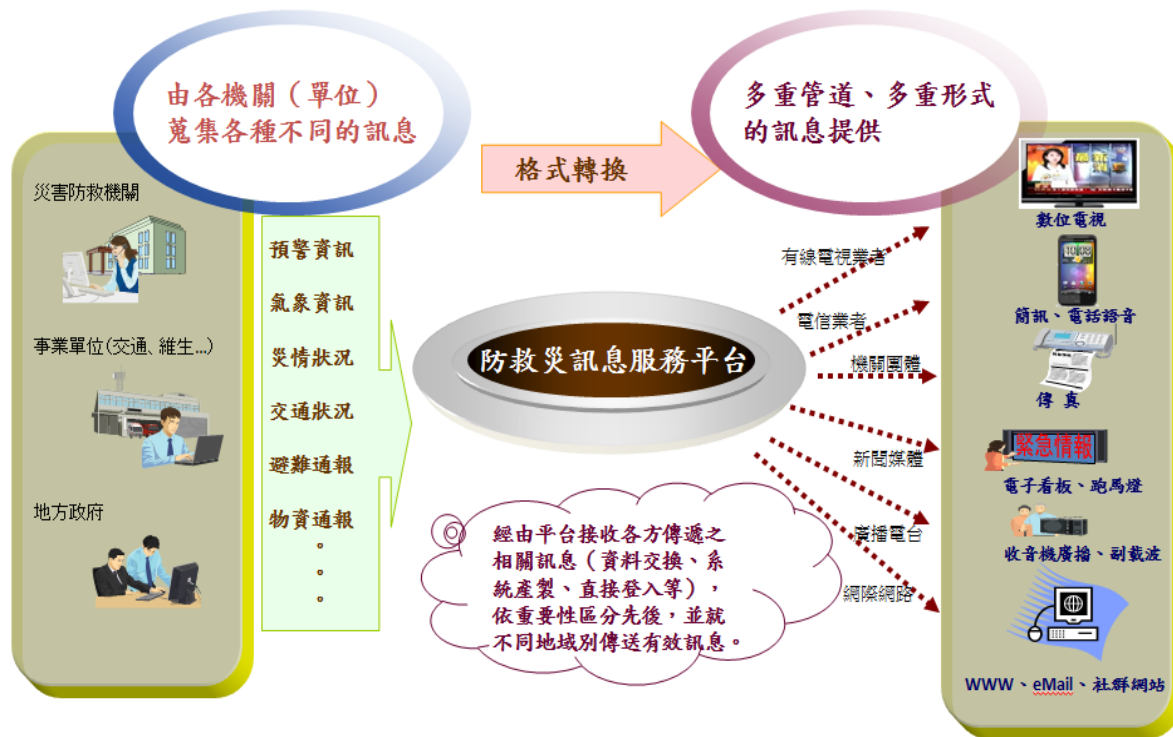 由各機關（單位）
蒐集各種不同的訊息
多重管道、多重形式
的訊息提供
格式轉換
災害防救機關
事業單位(交通、維生...)
地方政府
預警資訊
氣象資訊
災情狀況
交通狀況
避難通報
物資通報
防救災訊息服務平台
經由平台接收各方傳遞之
相關訊息（資料交換、系
統產製、直接登入等），
依重要性區分先後，並就
不同地域別傳送有效訊息。
有線電視業者
電信業者
機關團體
新聞媒體
廣播電台
網際網路
數位電視
簡訊、電話語音
傳 真
緊急情報
電子看板、跑馬燈
收音機廣播、副載波
WWW、eMail、社群網站